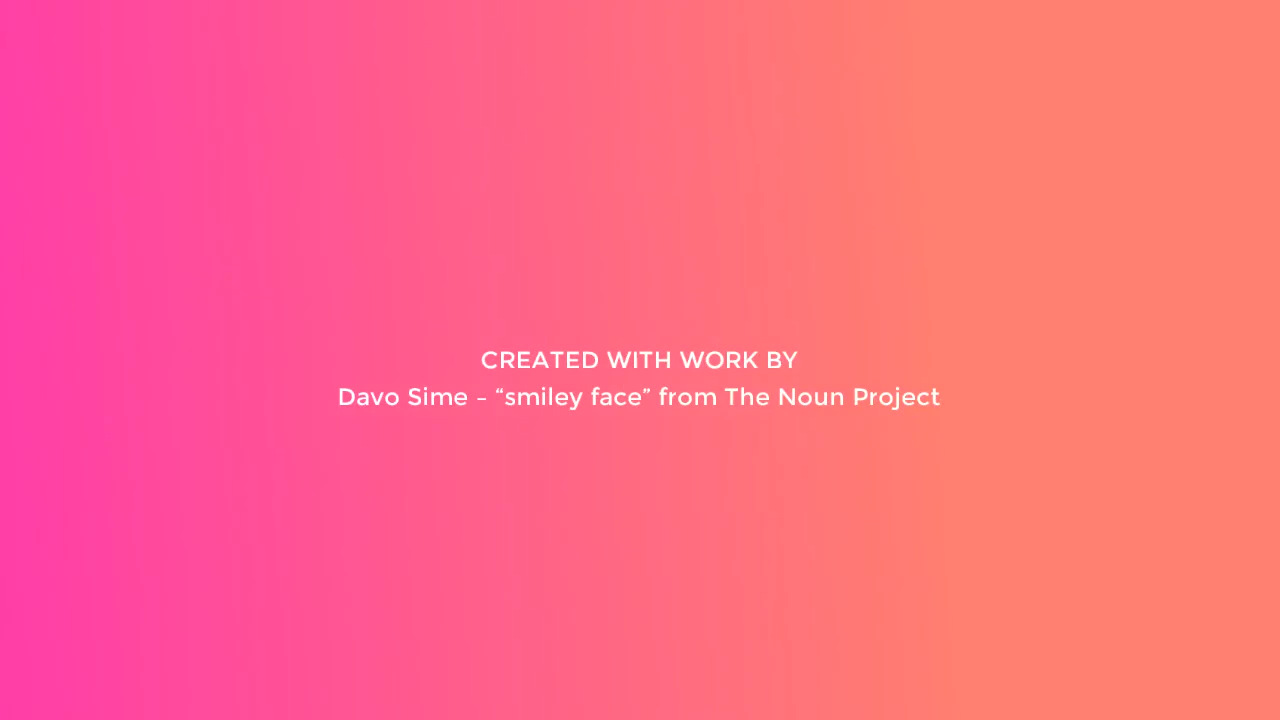 CREATED WITH WORK BY
Davo Sime – “smiley face” from The Noun Project